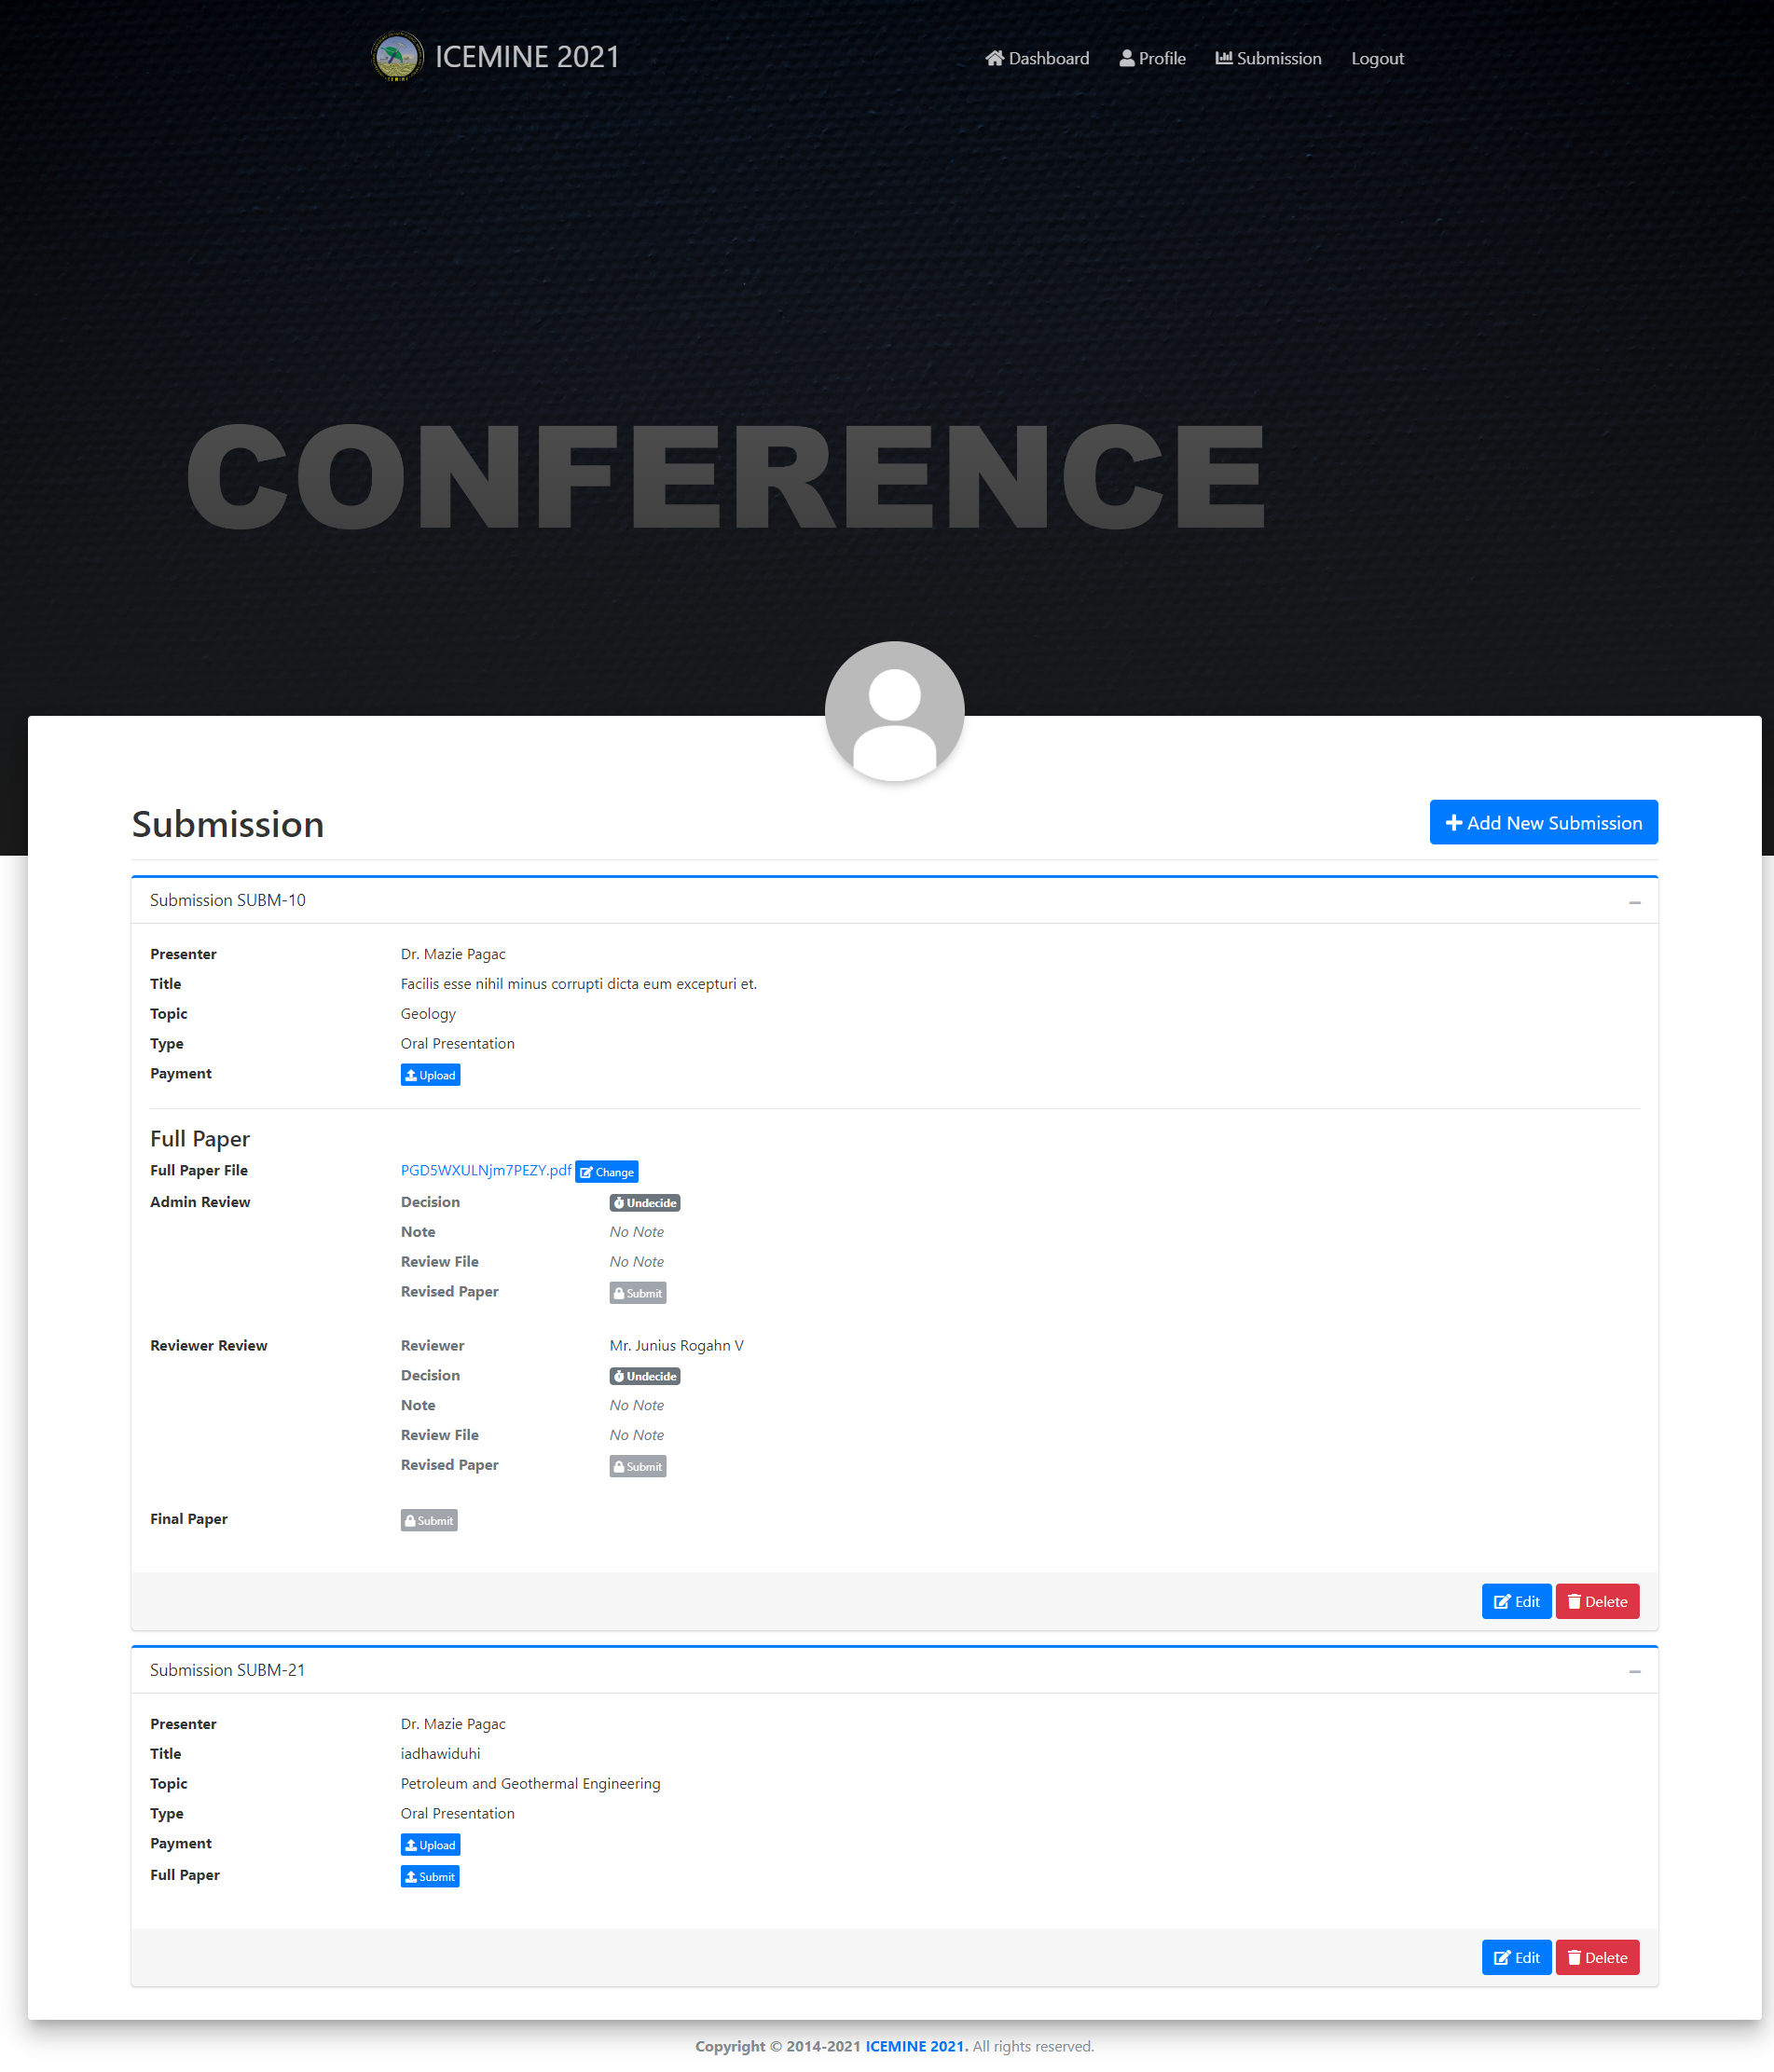 ICEMINE 2021
Dashboard Profile Submission Logout
CONFERENCE
Submission
Add New Submission
Submission SUBM-10
Presenter Dr. Mazie Pagac
Title Facilis esse nihil minus corrupti dicta eum excepturi et.
Topic Geology
Type Oral Presentation
Payment Upload
Full Paper
Full Paper File PGD5WXULNjm7PEZY.pdf Change
Admin Review Decision Undecide
Note No Note
Review File No Note
Revised Paper Submit
Reviewer Review Reviewer Mr. Junius Rogahn V
Decision Undecide
Note No Note
Review File No Note
Revised Paper Submit
Final Paper Submit
Edit Delete
Submission SUBM-21
Presenter Dr. Mazie Pagac
Title iadhawiduhi
Topic Petroleum and Geothermal Engineering
Type Oral Presentation
Payment Upload
Full Paper Submit
Edit Delete
Copyright © 2014-2021 ICEMINE 2021. All rights reserved.